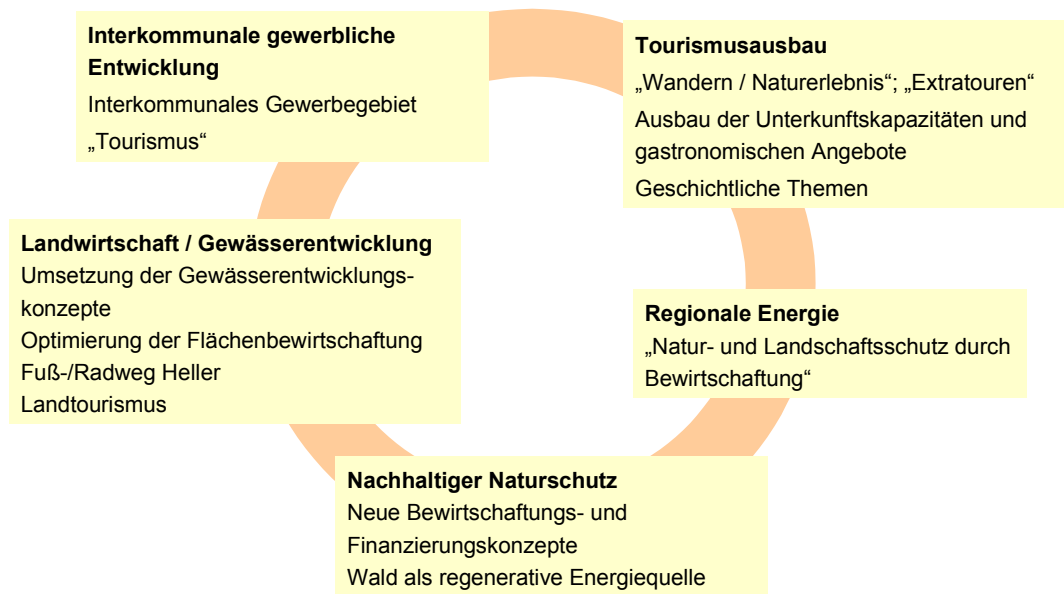 Interkommunale gewerbliche
Entwicklung
Interkommunales Gewerbegebiet
„Tourismus“
Tourismusausbau
„Wandern / Naturerlebnis“; „Extratouren“
Ausbau der Unterkunftskapazitäten und
gastronomischen Angebote
Geschichtliche Themen
Landwirtschaft / Gewässerentwicklung
Umsetzung der Gewässerentwicklungs-
konzepte
Optimierung der Flächenbewirtschaftung
Fuß-/Radweg Heller
Landtourismus
Regionale Energie
„Natur- und Landschaftsschutz durch
Bewirtschaftung“
Nachhaltiger Naturschutz
Neue Bewirtschaftungs- und
Finanzierungskonzepte
Wald als regenerative Energiequelle